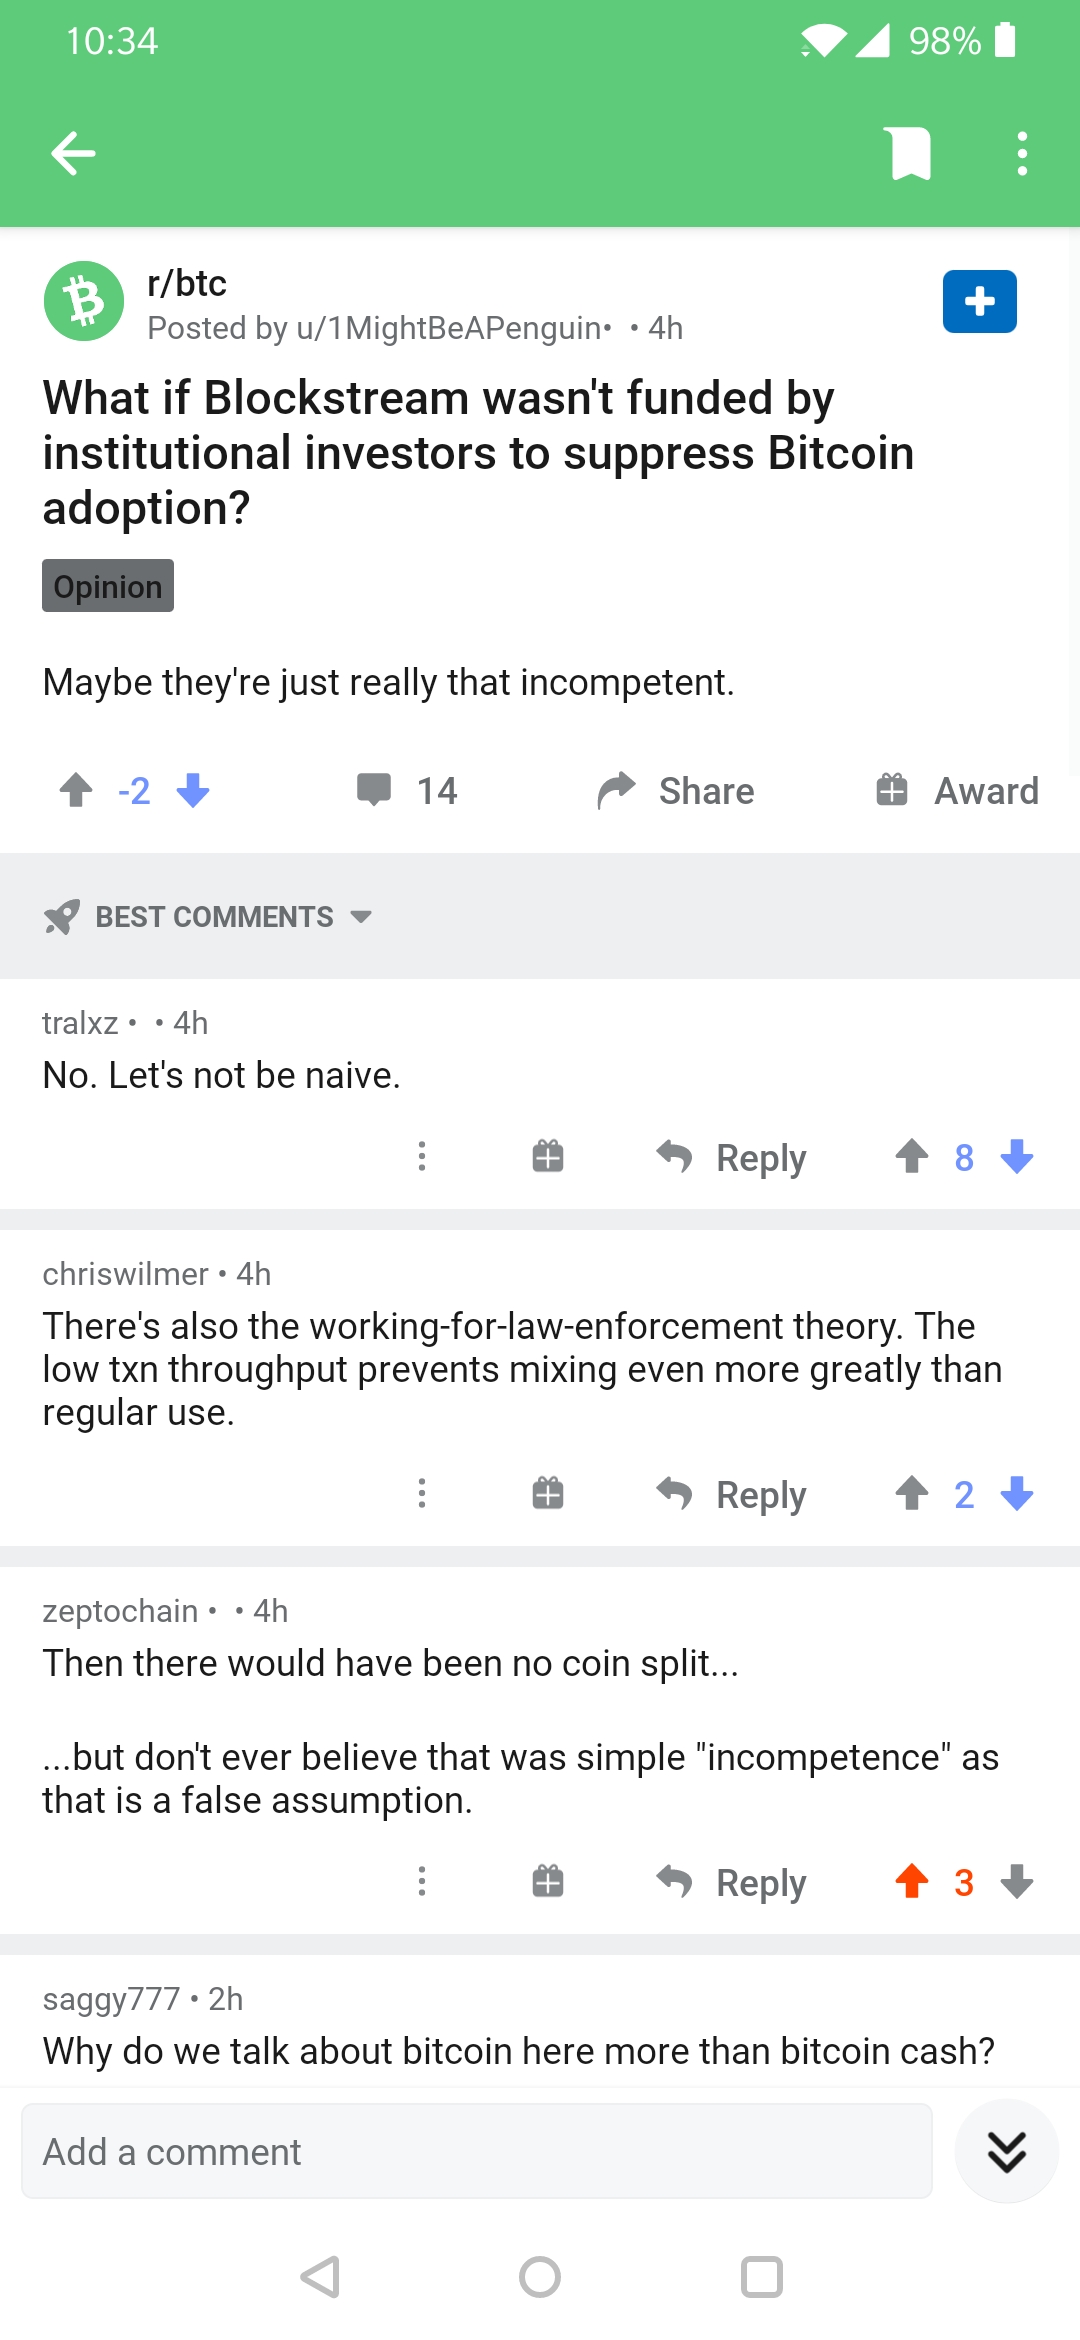 10:34
98%
r/btc
Posted by u/1MightBeAPenguin• • 4h
What if Blockstream wasn't funded by
institutional investors to suppress Bitcoin
adoption?
Opinion
Maybe they're just really that incompetent.
-2
14
Share
Award
BEST COMMENTS
tralxz • • 4h
No. Let's not be naive.
Reply
8
chriswilmer • 4h
There's also the working-for-law-enforcement theory. The
low txn throughput prevents mixing even more greatly than
regular use.
Reply
2
zeptochain • • 4h
Then there would have been no coin split...
...but don't ever believe that was simple "incompetence" as
that is a false assumption.
Reply
3
saggy777 • 2h
Why do we talk about bitcoin here more than bitcoin cash?
Add a comment